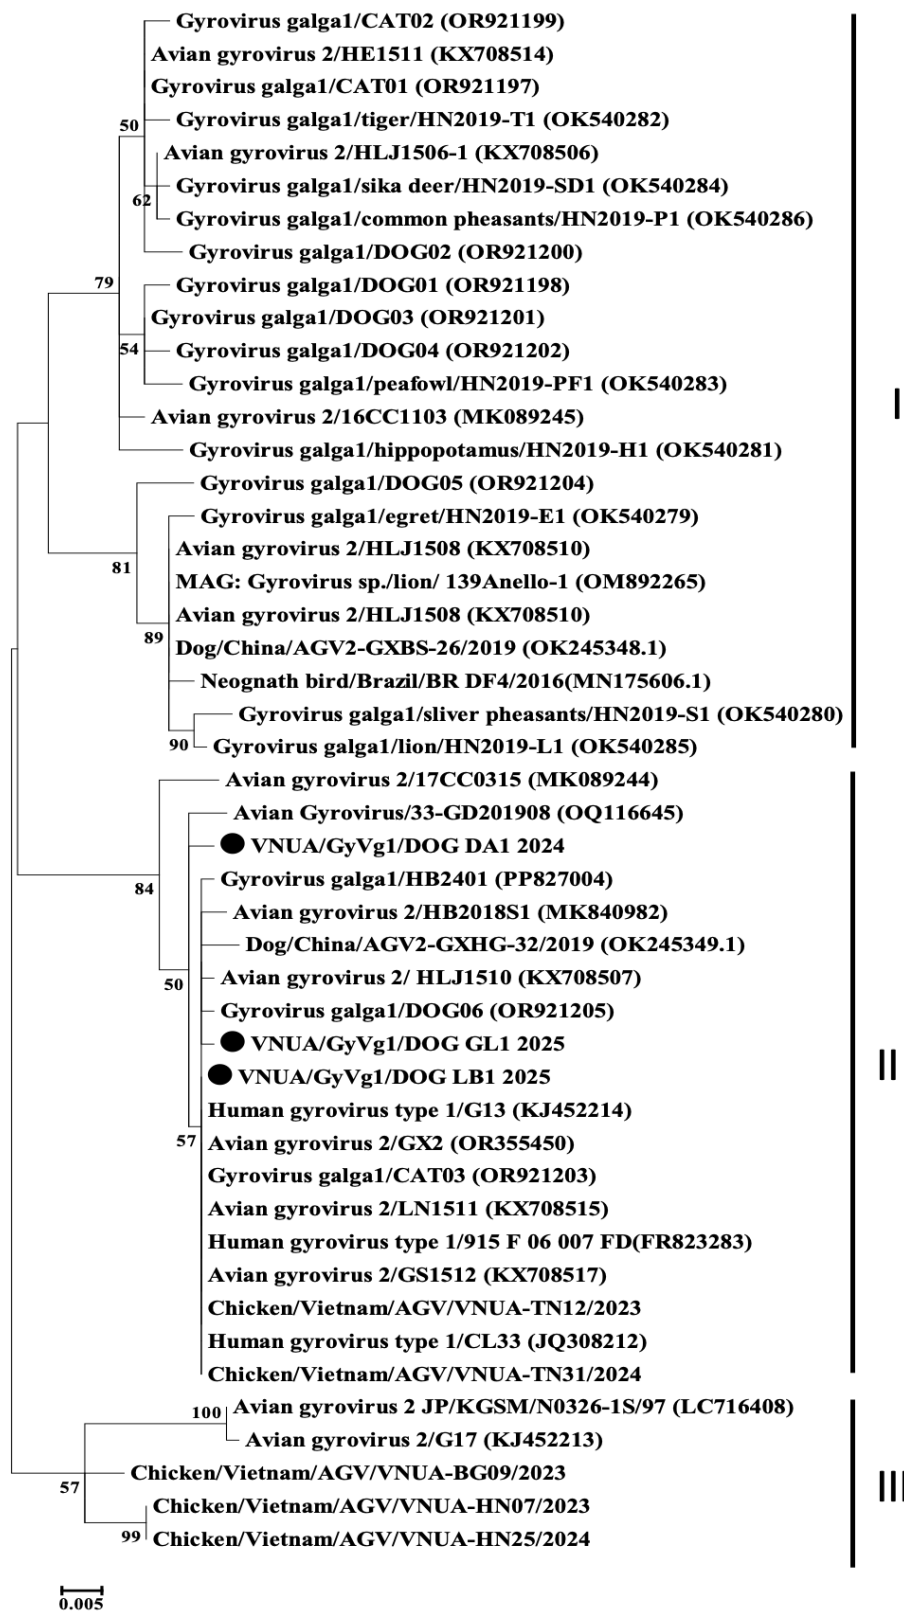 Gyrovirus galga1/CAT02 (OR921199)
Avian gyrovirus 2/HE1511 (KX708514)
Gyrovirus galga1/CAT01 (OR921197)
50
Gyrovirus galga1/tiger/HN2019-T1 (OK540282)
Avian gyrovirus 2/HLJ1506-1 (KX708506)
Gyrovirus galga1/sika deer/HN2019-SD1 (OK540284)
62
Gyrovirus galga1/common pheasants/HN2019-P1 (OK540286)
Gyrovirus galga1/DOG02 (OR921200)
79
Gyrovirus galga1/DOG01 (OR921198)
Gyrovirus galga1/DOG03 (OR921201)
54
Gyrovirus galga1/DOG04 (OR921202)
Gyrovirus galga1/peafowl/HN2019-PF1 (OK540283)
I
Avian gyrovirus 2/16CC1103 (MK089245)
Gyrovirus galga1/hippopotamus/HN2019-H1 (OK540281)
Gyrovirus galga1/DOG05 (OR921204)
Gyrovirus galga1/egret/HN2019-E1 (OK540279)
Avian gyrovirus 2/HLJ1508 (KX708510)
81
MAG: Gyrovirus sp./lion/ 139Anello-1 (OM892265)
Avian gyrovirus 2/HLJ1508 (KX708510)
89
Dog/China/AGV2-GXBS-26/2019 (OK245348.1)
Neognath bird/Brazil/BR DF4/2016(MN175606.1)
Gyrovirus galga1/sliver pheasants/HN2019-S1 (OK540280)
90
Gyrovirus galga1/lion/HN2019-L1 (OK540285)
Avian gyrovirus 2/17CC0315 (MK089244)
Avian Gyrovirus/33-GD201908 (OQ116645)
VNUA/GyVg1/DOG DA1 2024
84
Gyrovirus galga1/HB2401 (PP827004)
Avian gyrovirus 2/HB2018S1 (MK840982)
Dog/China/AGV2-GXHG-32/2019 (OK245349.1)
50
Avian gyrovirus 2/ HLJ1510 (KX708507)
Gyrovirus galga1/DOG06 (OR921205)
VNUA/GyVg1/DOG GL1 2025
II
VNUA/GyVg1/DOG LB1 2025
Human gyrovirus type 1/G13 (KJ452214)
57
Avian gyrovirus 2/GX2 (OR355450)
Gyrovirus galga1/CAT03 (OR921203)
Avian gyrovirus 2/LN1511 (KX708515)
Human gyrovirus type 1/915 F 06 007 FD(FR823283)
Avian gyrovirus 2/GS1512 (KX708517)
Chicken/Vietnam/AGV/VNUA-TN12/2023
Human gyrovirus type 1/CL33 (JQ308212)
Chicken/Vietnam/AGV/VNUA-TN31/2024
100
Avian gyrovirus 2 JP/KGSM/N0326-1S/97 (LC716408)
Avian gyrovirus 2/G17 (KJ452213)
Chicken/Vietnam/AGV/VNUA-BG09/2023
57
III
Chicken/Vietnam/AGV/VNUA-HN07/2023
99
Chicken/Vietnam/AGV/VNUA-HN25/2024
0.005